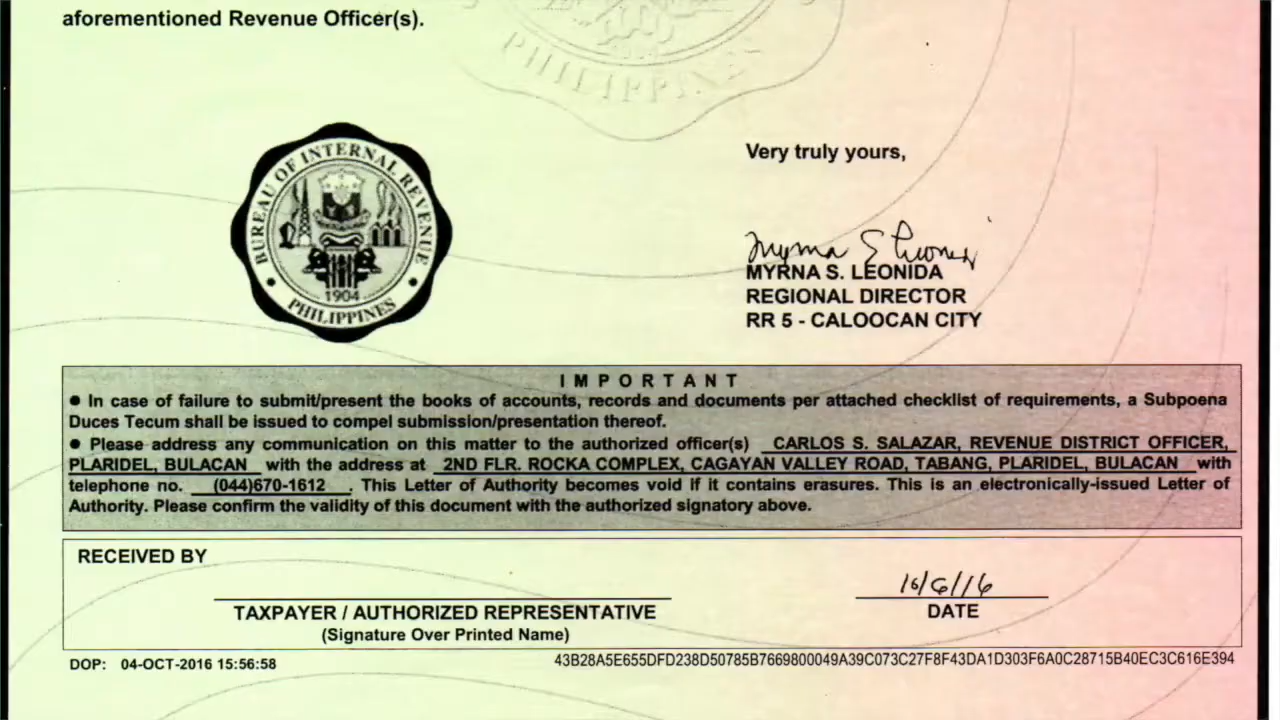 aforementioned Revenue Officer(s).
PHILIPPINES
BUREAU OF INTERNAL REVENUE
1904
PHILIPPINES
Very truly yours,
Myrna S Leonida
MYRNA S. LEONIDA
REGIONAL DIRECTOR
RR 5 - CALOOCAN CITY
IMPORTANT
● In case of failure to submit/present the books of accounts, records and documents per attached checklist of requirements, a Subpoena
Duces Tecum shall be issued to compel submission/presentation thereof.
● Please address any communication on this matter to the authorized officer(s) CARLOS S. SALAZAR, REVENUE DISTRICT OFFICER,
PLARIDEL, BULACAN with the address at 2ND FLR. ROCKA COMPLEX, CAGAYAN VALLEY ROAD, TABANG, PLARIDEL, BULACAN with
telephone no. (044)670-1612 . This Letter of Authority becomes void if it contains erasures. This is an electronically-issued Letter of
Authority. Please confirm the validity of this document with the authorized signatory above.
RECEIVED BY
10/6/16
TAXPAYER / AUTHORIZED REPRESENTATIVE
DATE
(Signature Over Printed Name)
DOP: 04-OCT-2016 15:56:58
43B28A5E655DFD238D50785B7669800049A39C073C27F8F43DA1D303F6A0C28715B40EC3C616E394